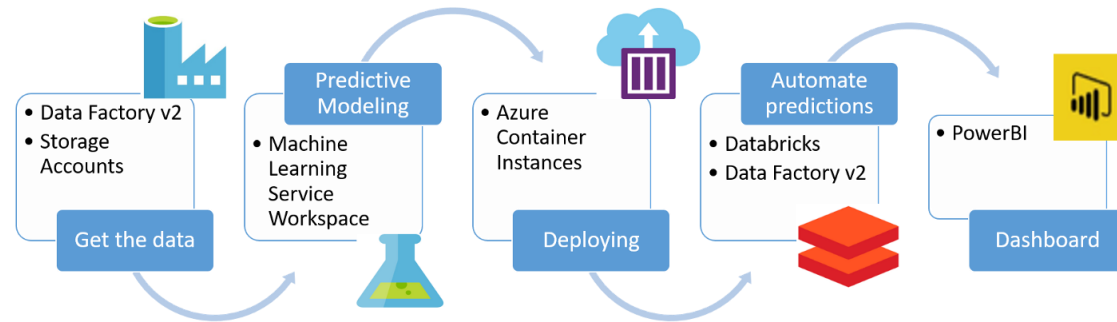 • Data Factory v2
• Storage
Accounts
Get the data
Predictive
Modeling
• Machine
Learning
Service
Workspace
• Azure
Container
Instances
Deploying
Automate
predictions
• Databricks
• Data Factory v2
• PowerBI
Dashboard